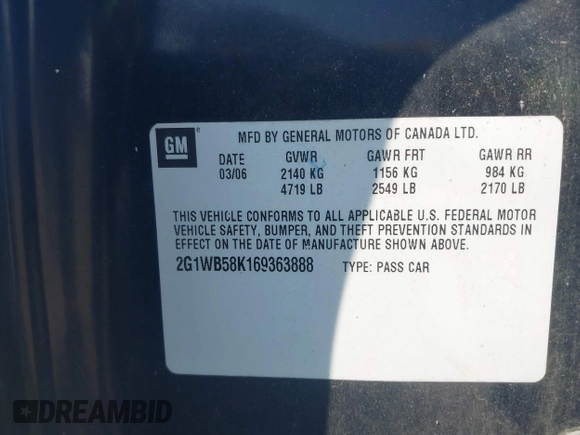 GM ® MFD BY GENERAL MOTORS OF CANADA LTD.
DATE GVWR GAWR FRT GAWR RR
03/06 2140 KG 1156 KG 984 KG
4719 LB 2549 LB 2170 LB
THIS VEHICLE CONFORMS TO ALL APPLICABLE U.S. FEDERAL MOTOR
VEHICLE SAFETY, BUMPER, AND THEFT PREVENTION STANDARDS IN
EFFECT ON THE DATE OF MANUFACTURE SHOWN ABOVE.
2G1WB58K169363888 TYPE: PASS CAR
DREAMBID